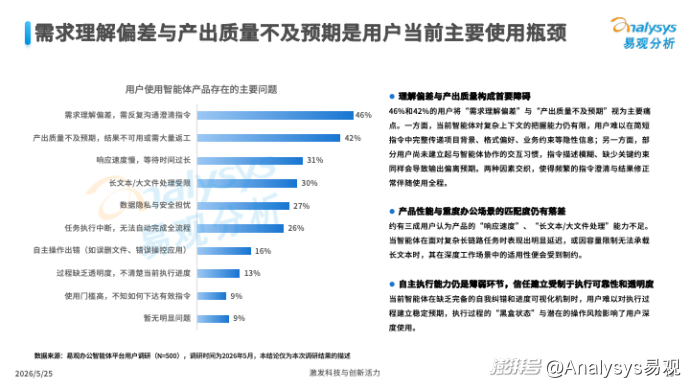 需求理解偏差与产出质量不及预期是用户当前主要使用瓶颈
analysys
易观分析
用户使用智能体产品存在的主要问题
需求理解偏差，需反复沟通澄清指令 46%
产出质量不及预期，结果不可用或需大量返工 42%
响应速度慢，等待时间过长 31%
长文本/大文件处理受限 30%
数据隐私与安全担忧 27%
任务执行中断，无法自动完成全流程 26%
自主操作出错（如误删文件、错误操控应用） 16%
过程缺乏透明度，不清楚当前执行进度 13%
使用门槛高，不知如何下达有效指令 9%
暂无明显问题 9%
analysys
易观分析
理解偏差与产出质量构成首要障碍
46%和42%的用户将“需求理解偏差”与“产出质量不及预期”视为主要痛
点。一方面，当前智能体对复杂上下文的把握能力仍有限，用户难以在简短
指令中完整传递项目背景、格式偏好、业务约束等隐性信息；另一方面，部
分用户尚未建立起与智能体协作的交互习惯，指令描述模糊、缺少关键约束
同样会导致输出偏离预期。两种因素交织，使得频繁的指令澄清与结果修正
常伴随使用全程。
产品性能与重度办公场景的匹配度仍有落差
约有三成用户认为产品的“响应速度”、“长文本/大文件处理”能力不足。
当智能体在面对复杂长链路任务时表现出明显延迟，或因容量限制无法承载
长文本时，其在深度工作场景中的适用性便会受到制约。
自主执行能力仍是薄弱环节，信任建立受制于执行可靠性和透明度
当前智能体在缺乏完备的自我纠错和进度可视化机制时，用户难以对执行过
程建立稳定预期，执行过程的“黑盒状态”与潜在的操作风险影响了用户深
度使用。
数据来源：易观办公智能体平台用户调研（N=500），调研时间为2026年5月，本结论仅为本次调研结果的描述
2026/5/25
激发科技与创新活力
澎湃号 @Analysys易观